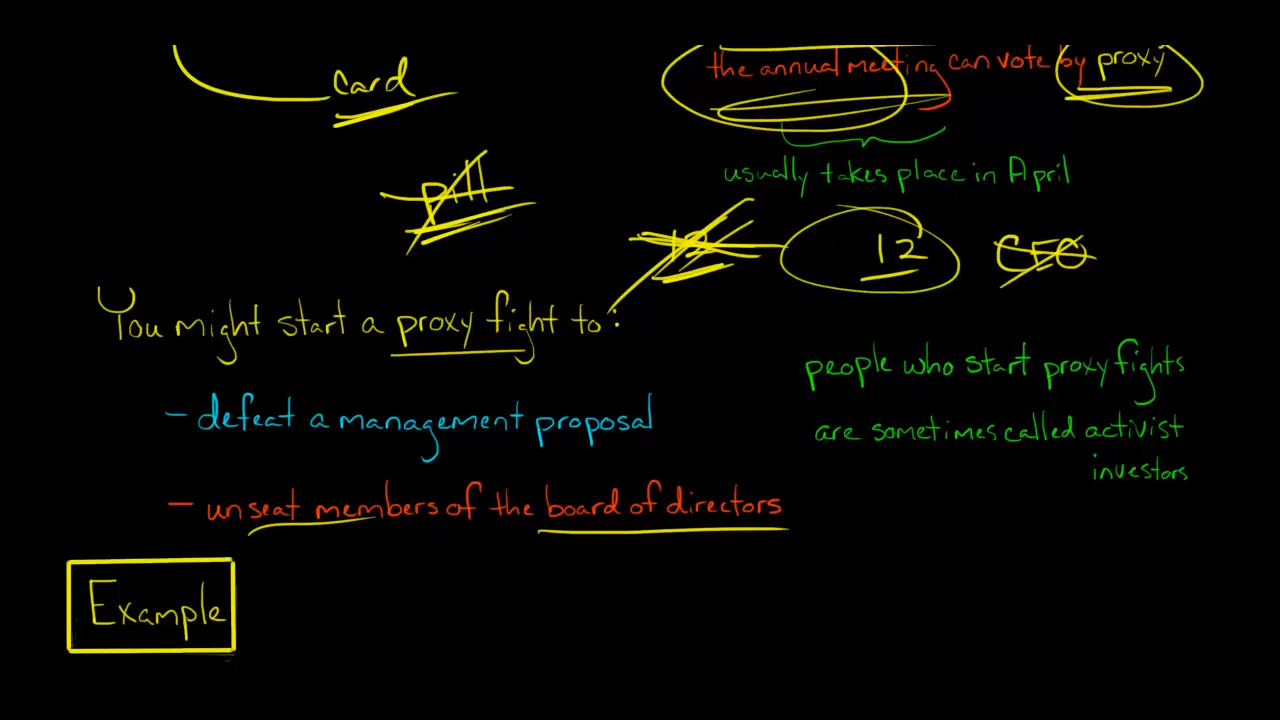 the annual meeting can vote by proxy
card
usually takes place in April
pill
12 12 CEO
You might start a proxy fight to:
people who start proxy fights
- defeat a management proposal
are sometimes called activist
investors
- unseat members of the board of directors
Example